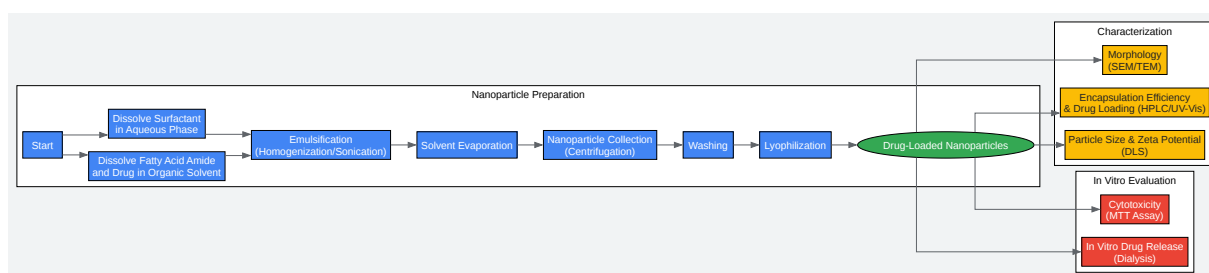 Nanoparticle Preparation
Start
Dissolve Surfactant
in Aqueous Phase
Dissolve Fatty Acid Amide
and Drug in Organic Solvent
Emulsification
(Homogenization/Sonication)
Solvent Evaporation
Nanoparticle Collection
(Centrifugation)
Washing
Lyophilization
Drug-Loaded Nanoparticles
Characterization
Morphology
(SEM/TEM)
Encapsulation Efficiency
& Drug Loading (HPLC/UV-Vis)
Particle Size & Zeta Potential
(DLS)
In Vitro Evaluation
Cytotoxicity
(MTT Assay)
In Vitro Drug Release
(Dialysis)